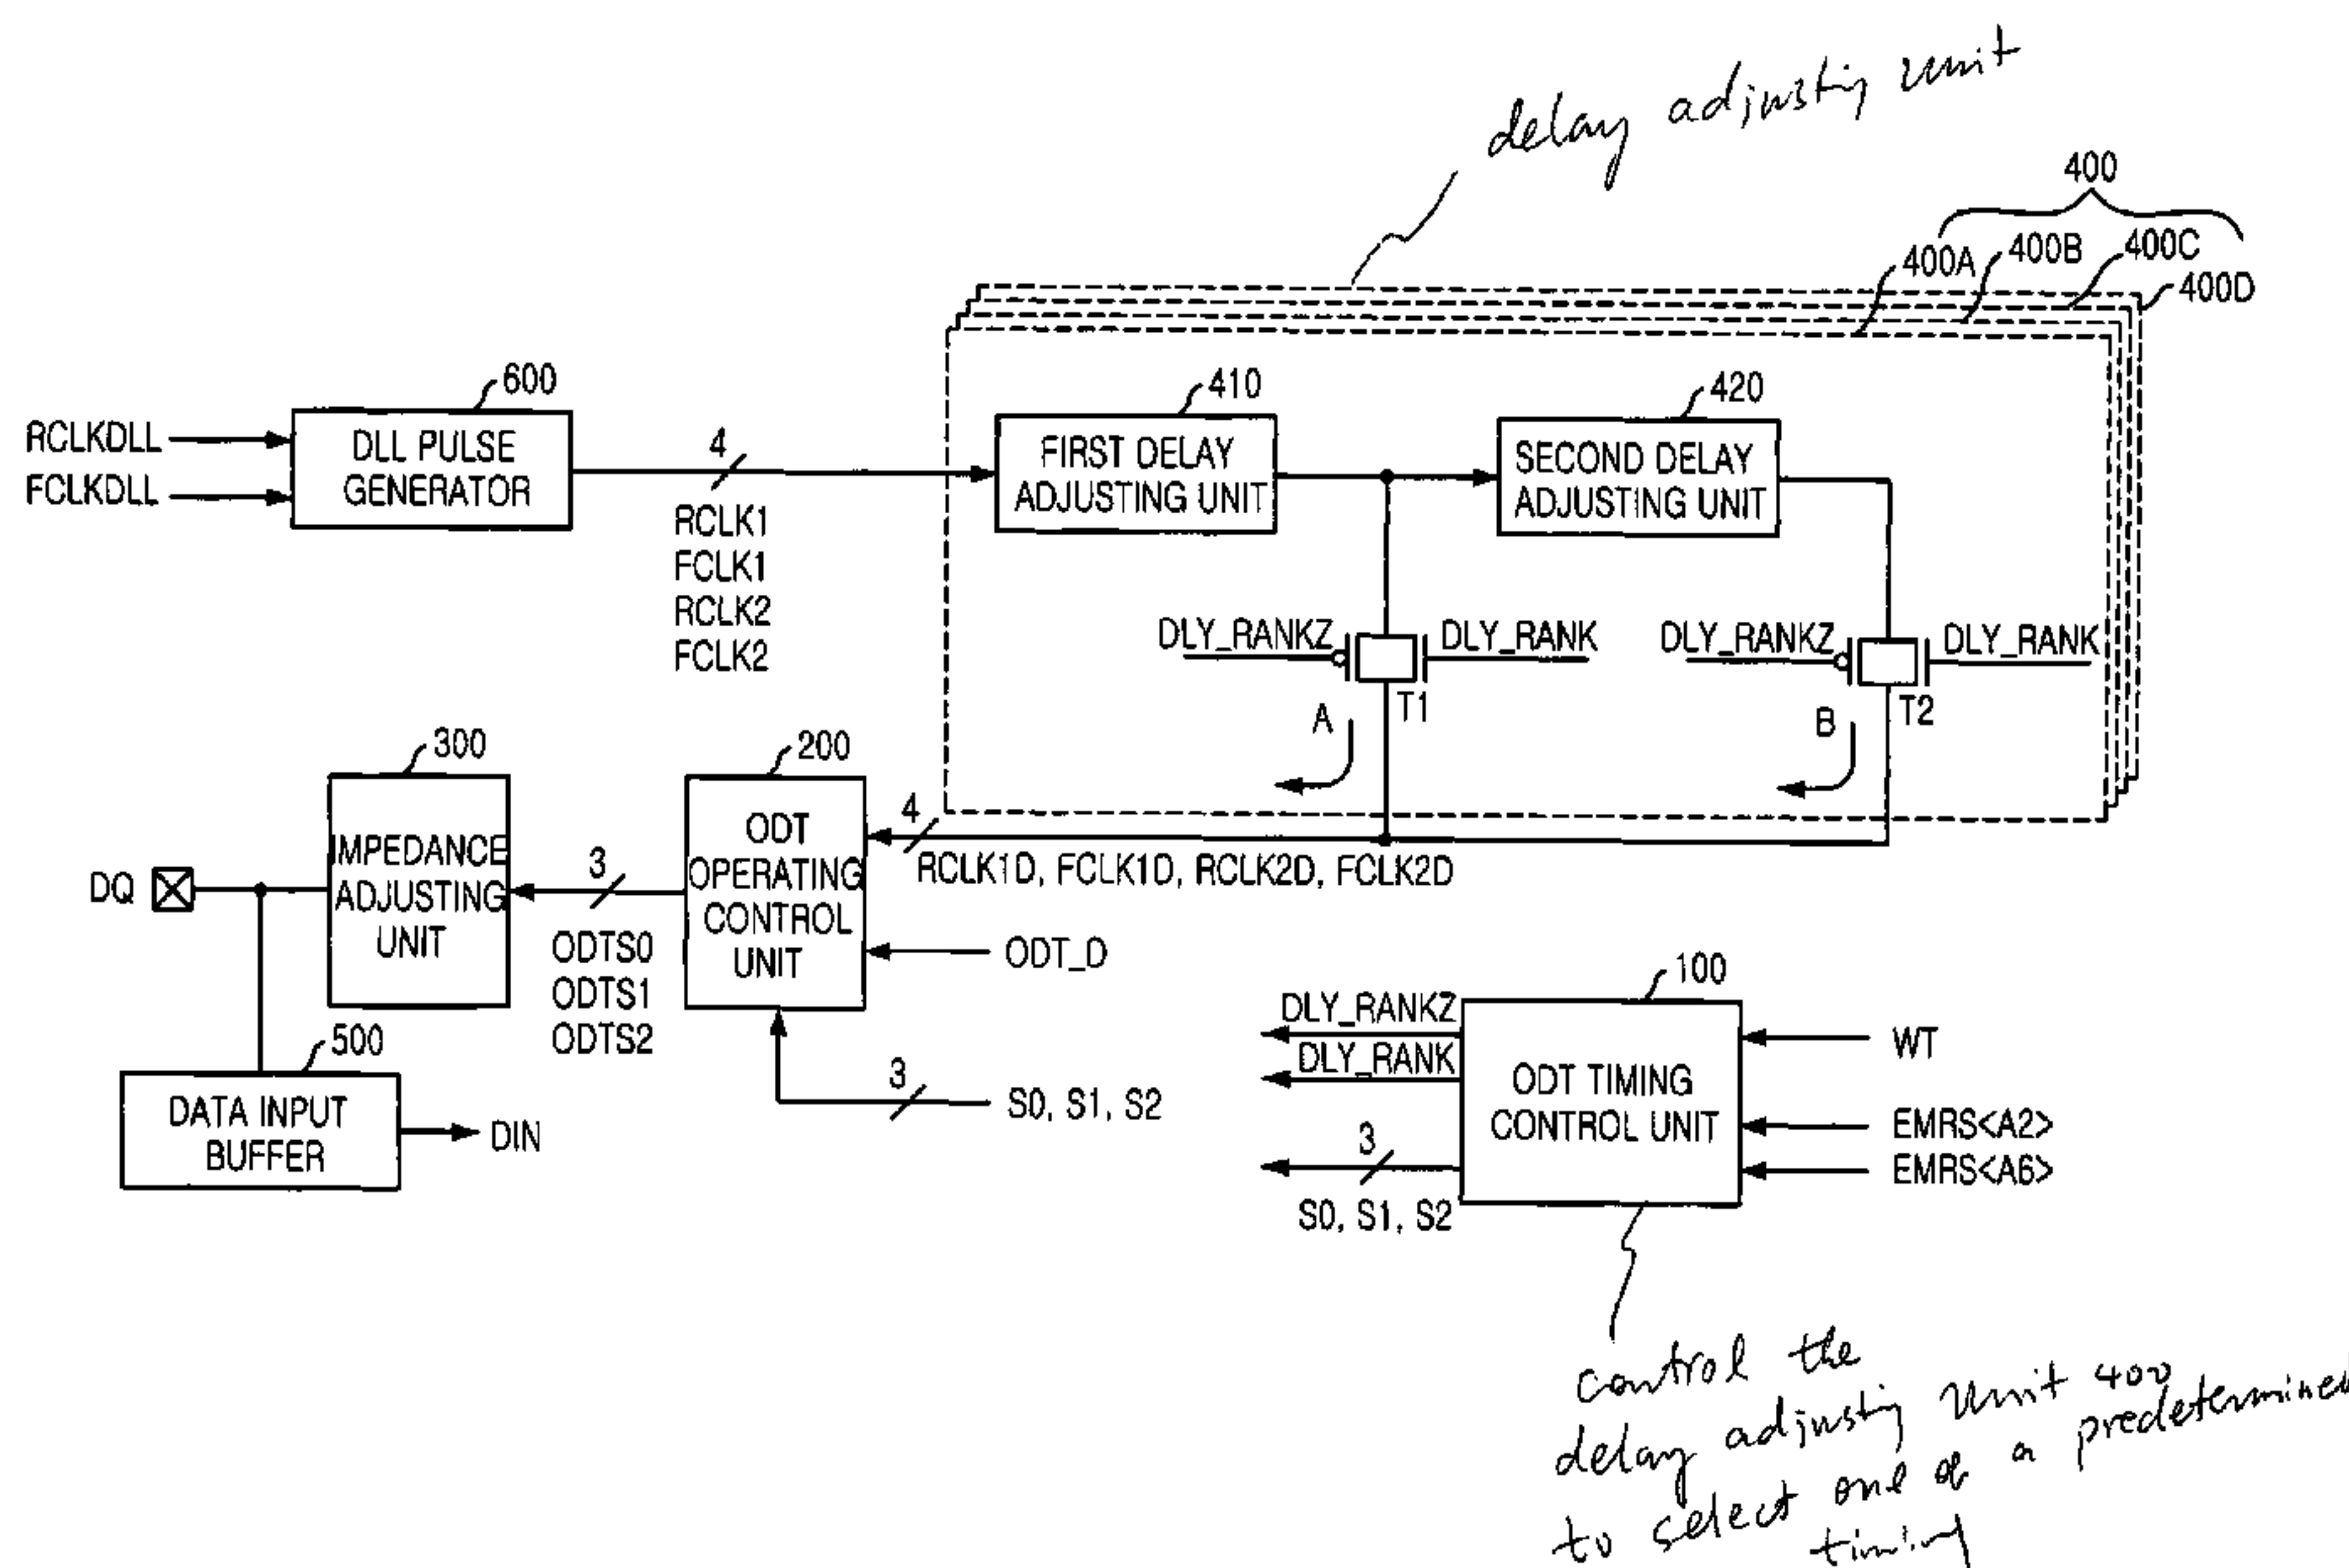 delay adjusting unit
400
400A
400B
400C
400D
600
RCLKDLL
FCLKDLL
DLL PULSE
GENERATOR
4
RCLK1
FCLK1
RCLK2
FCLK2
410
FIRST DELAY
ADJUSTING UNIT
420
SECOND DELAY
ADJUSTING UNIT
DLY_RANKZ
DLY_RANK
T1
A
DLY_RANKZ
DLY_RANK
T2
B
300
IMPEDANCE
ADJUSTING
UNIT
200
ODT
OPERATING
CONTROL
UNIT
4
RCLK1D, FCLK1D, RCLK2D, FCLK2D
DQ
3
ODTS0
ODTS1
ODTS2
ODT_D
3
S0, S1, S2
500
DATA INPUT
BUFFER
DIN
100
ODT TIMING
CONTROL UNIT
DLY_RANKZ
DLY_RANK
3
S0, S1, S2
WT
EMRS<A2>
EMRS<A6>
control the
delay adjusting unit 400
to select one of a predetermined
timing